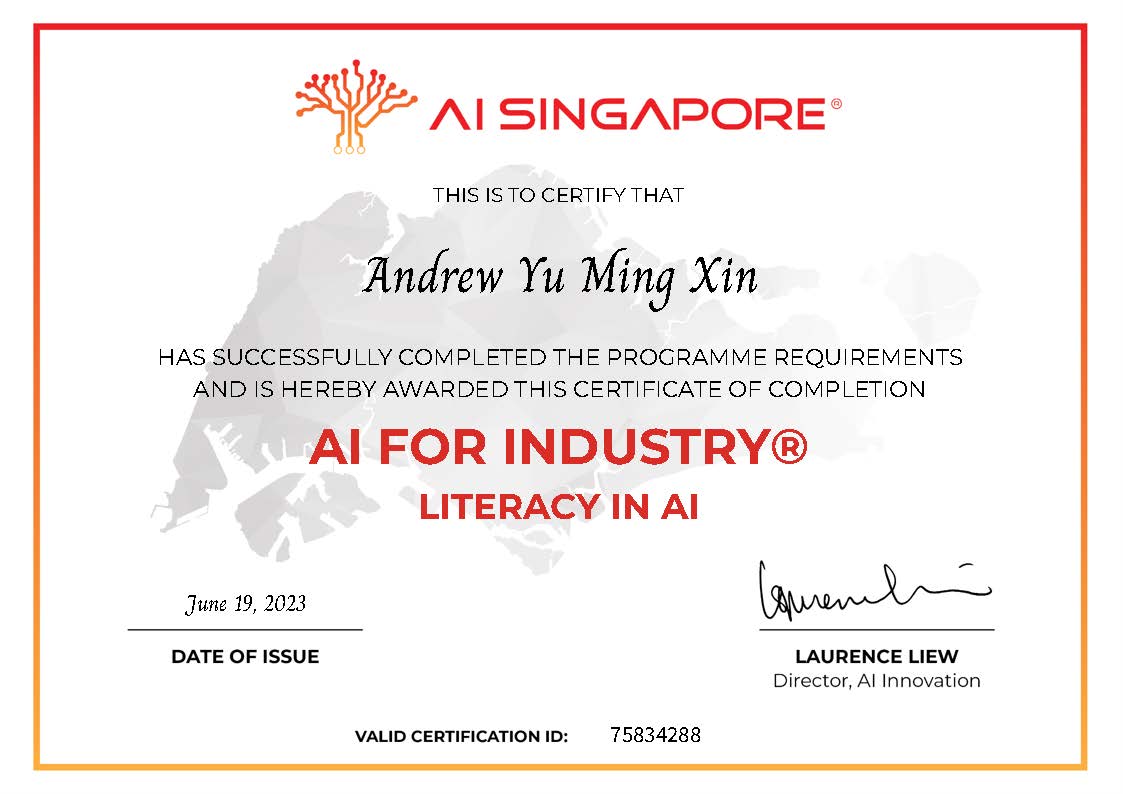 AI SINGAPORE®
THIS IS TO CERTIFY THAT
Andrew Yu Ming Xin
HAS SUCCESSFULLY COMPLETED THE PROGRAMME REQUIREMENTS
AND IS HEREBY AWARDED THIS CERTIFICATE OF COMPLETION
AI FOR INDUSTRY®
LITERACY IN AI
June 19, 2023
DATE OF ISSUE
Laurence Liew
LAURENCE LIEW
Director, AI Innovation
VALID CERTIFICATION ID: 75834288